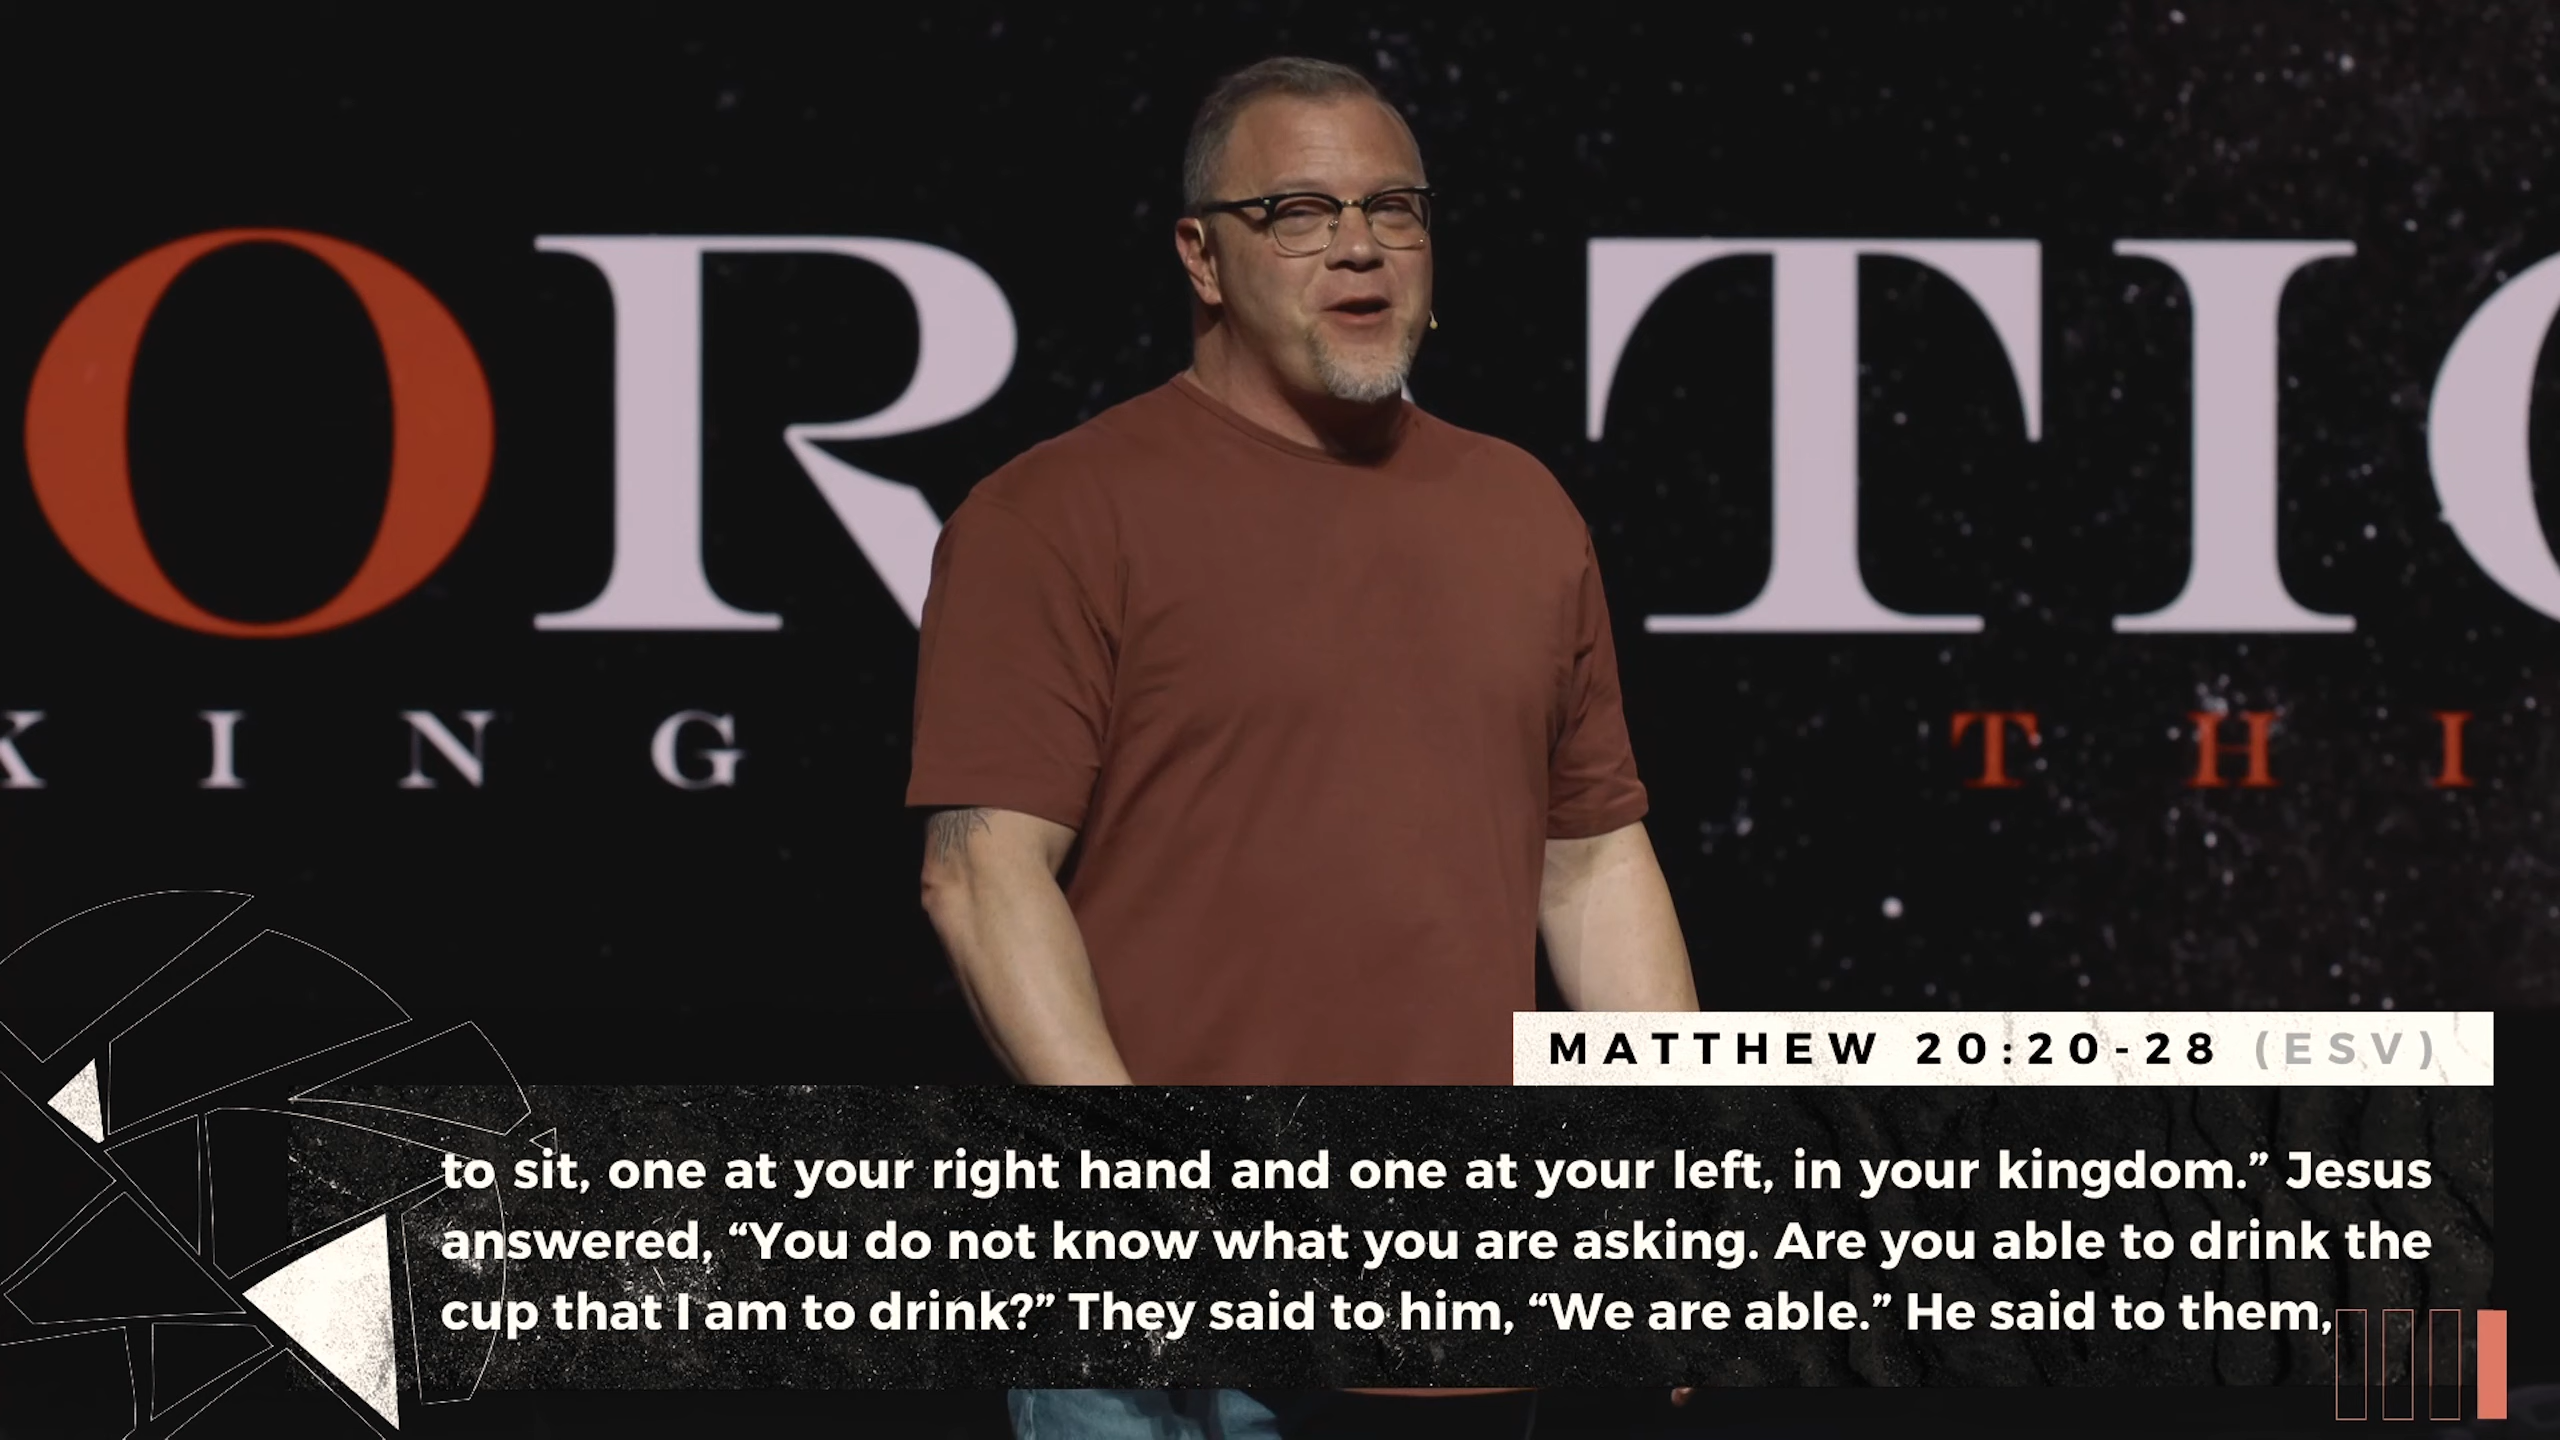 OR TIO
KING THI
MATTHEW 20:20-28 (ESV)
to sit, one at your right hand and one at your left, in your kingdom.” Jesus
answered, “You do not know what you are asking. Are you able to drink the
cup that I am to drink?” They said to him, “We are able.” He said to them,